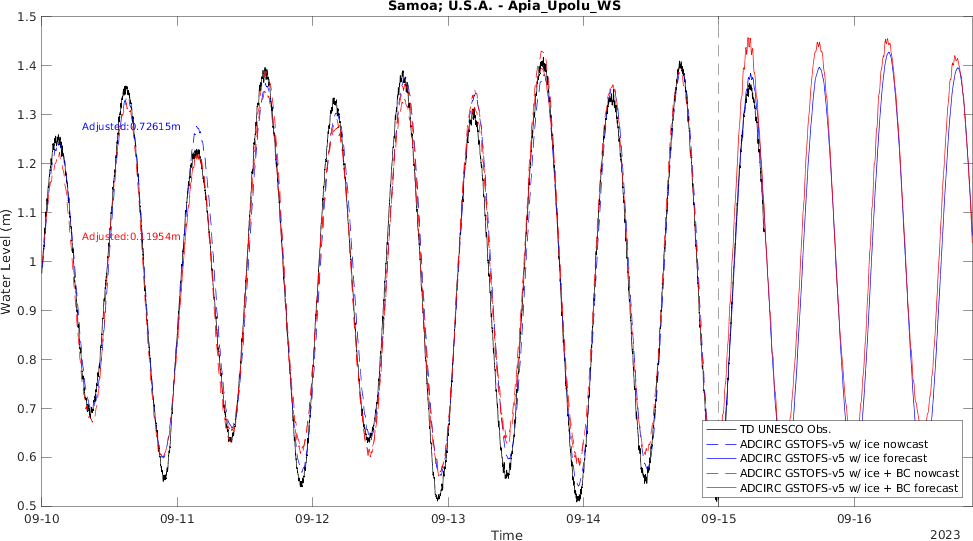 Samoa; U.S.A. - Apia_Upolu_WS
1.5
1.4
1.3
1.2
1.1
1
0.9
0.8
0.7
0.6
0.5
Water Level (m)
Adjusted:0.72615m
Adjusted:0.11954m
TD UNESCO Obs.
ADCIRC GSTOFS-v5 w/ ice nowcast
ADCIRC GSTOFS-v5 w/ ice forecast
ADCIRC GSTOFS-v5 w/ ice + BC nowcast
ADCIRC GSTOFS-v5 w/ ice + BC forecast
09-10 09-11 09-12 09-13 09-14 09-15 09-16
Time
2023